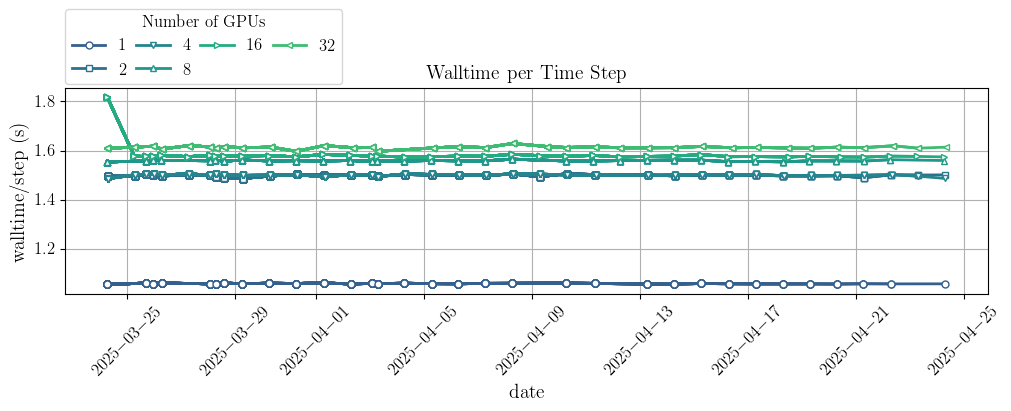 Number of GPUs
1 4 16 32
2 8
Walltime per Time Step
walltime/step (s)
1.8
1.6
1.4
1.2
2025−03−25
2025−03−29
2025−04−01
2025−04−05
2025−04−09
2025−04−13
2025−04−17
2025−04−21
2025−04−25
date